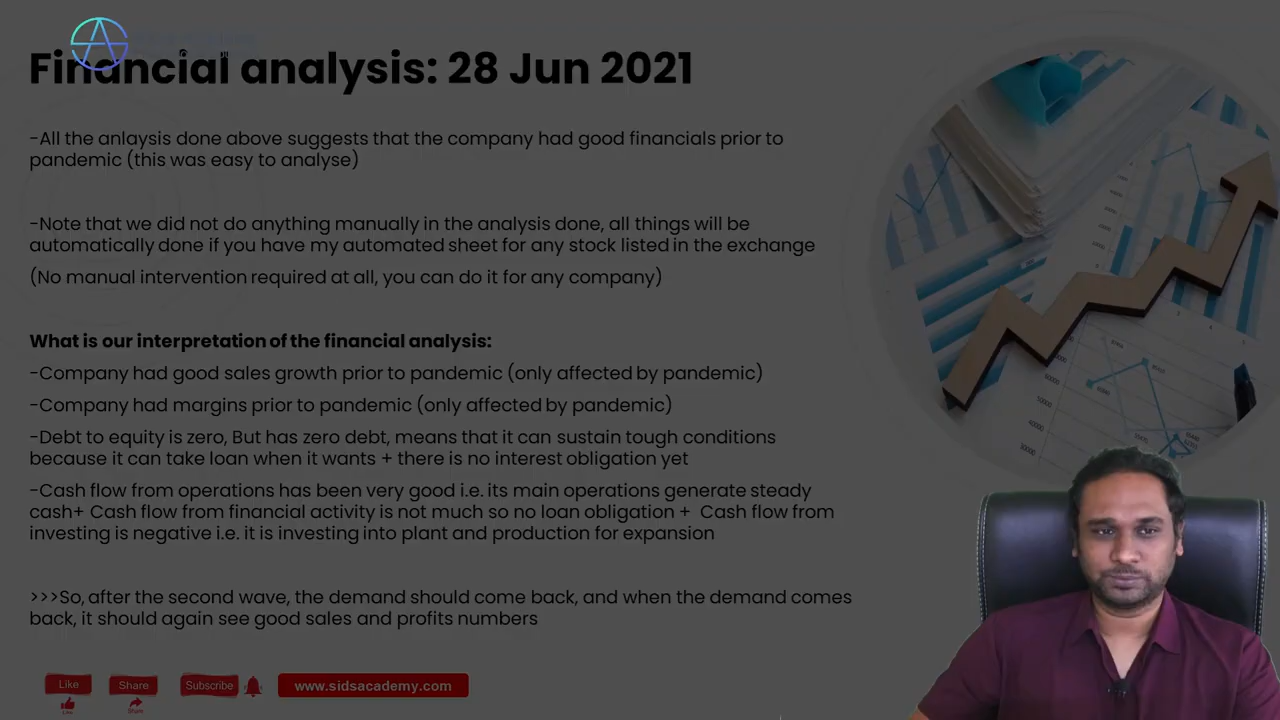 Financial analysis: 28 Jun 2021
-All the anlaysis done above suggests that the company had good financials prior to
pandemic (this was easy to analyse)
-Note that we did not do anything manually in the analysis done, all things will be
automatically done if you have my automated sheet for any stock listed in the exchange
(No manual intervention required at all, you can do it for any company)
What is our interpretation of the financial analysis:
-Company had good sales growth prior to pandemic (only affected by pandemic)
-Company had margins prior to pandemic (only affected by pandemic)
-Debt to equity is zero, But has zero debt, means that it can sustain tough conditions
because it can take loan when it wants + there is no interest obligation yet
-Cash flow from operations has been very good i.e. its main operations generate steady
cash+ Cash flow from financial activity is not much so no loan obligation + Cash flow from
investing is negative i.e. it is investing into plant and production for expansion
>>>So, after the second wave, the demand should come back, and when the demand comes
back, it should again see good sales and profits numbers
Like
Share
Subscribe
www.sidsacademy.com
Like
Share